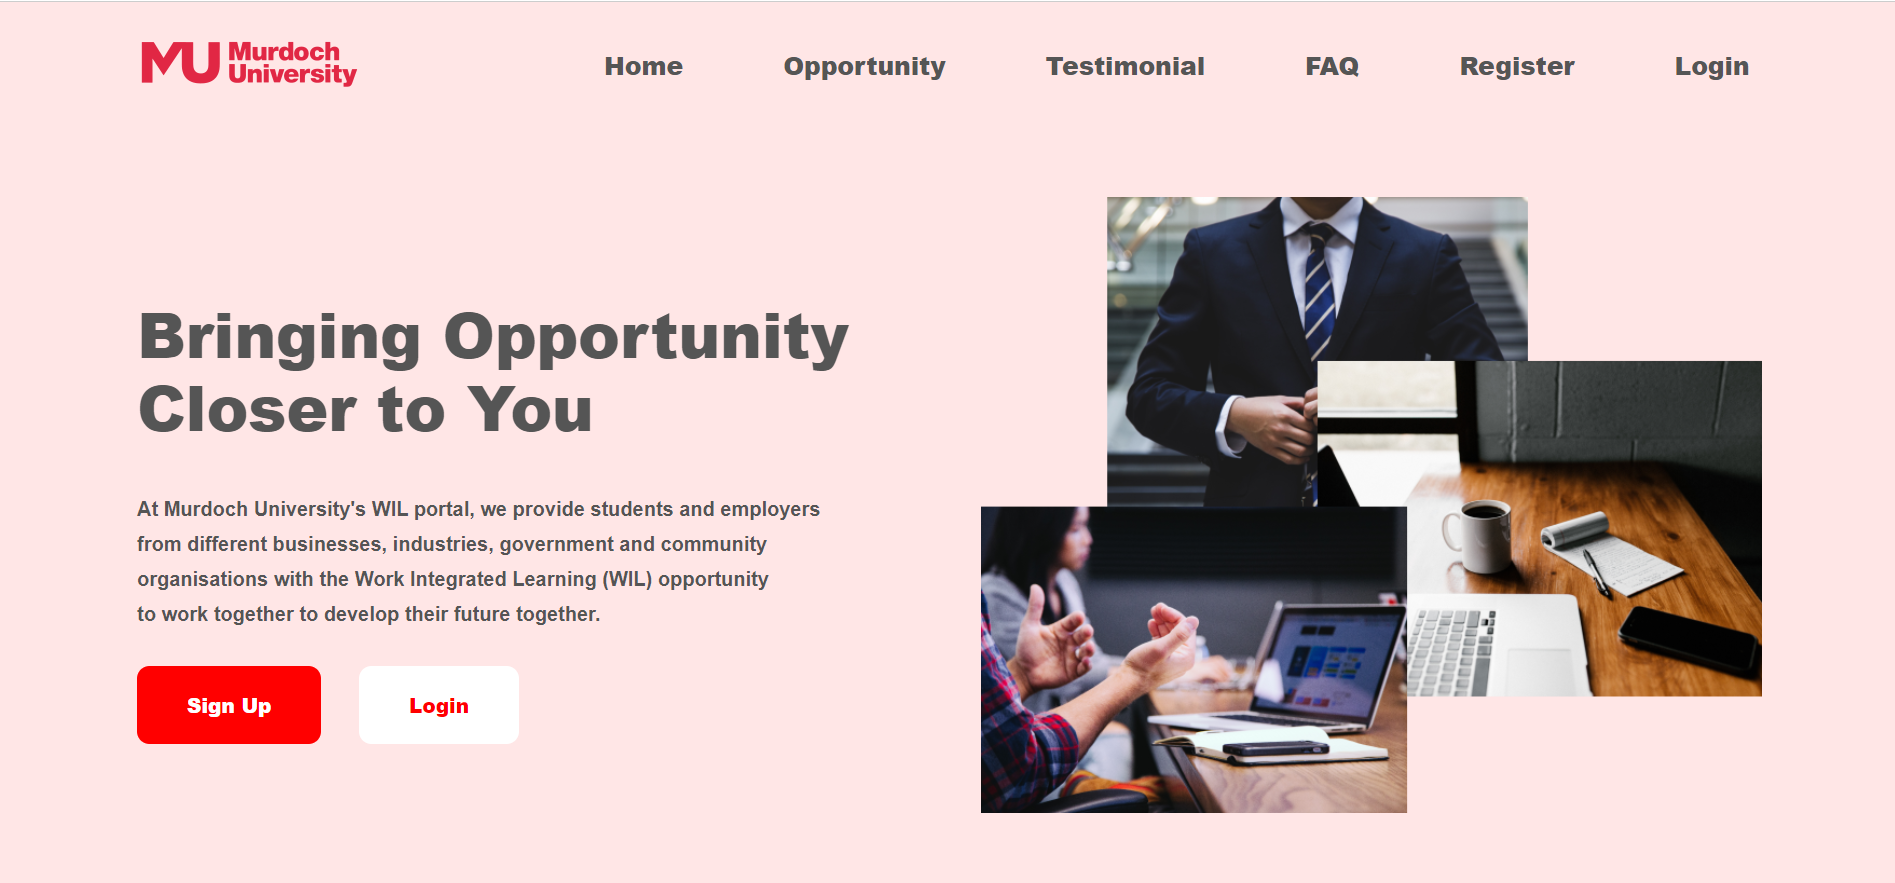 MU Murdoch
University
Home Opportunity Testimonial FAQ Register Login
Bringing Opportunity
Closer to You
At Murdoch University's WIL portal, we provide students and employers
from different businesses, industries, government and community
organisations with the Work Integrated Learning (WIL) opportunity
to work together to develop their future together.
Sign Up Login